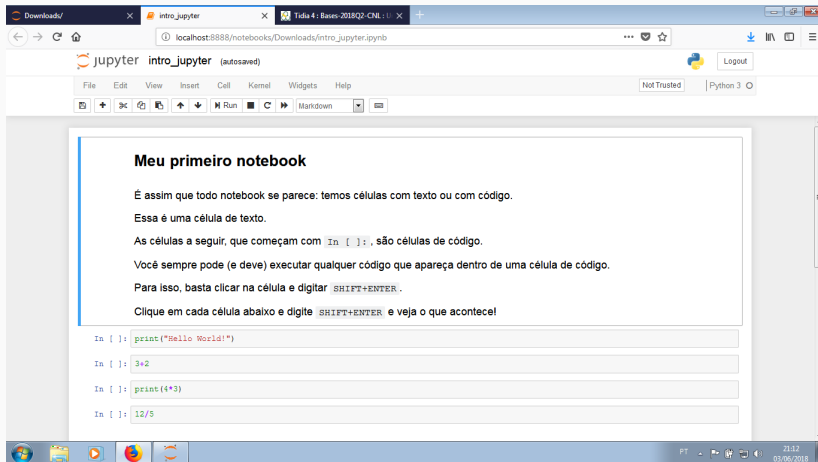 Downloads/
intro_jupyter
Tidia 4 : Bases-2018Q2-CNL : (
localhost:8888/notebooks/Downloads/intro_jupyter.ipynb
jupyter intro_jupyter (autosaved)
Logout
File Edit View Insert Cell Kernel Widgets Help
Not Trusted
Python 3
Run
Markdown
Meu primeiro notebook
É assim que todo notebook se parece: temos células com texto ou com código.
Essa é uma célula de texto.
As células a seguir, que começam com In [ ]: , são células de código.
Você sempre pode (e deve) executar qualquer código que apareça dentro de uma célula de código.
Para isso, basta clicar na célula e digitar SHIFT+ENTER .
Clique em cada célula abaixo e digite SHIFT+ENTER e veja o que acontece!
In [ ]: print("Hello World!")
In [ ]: 3+2
In [ ]: print(4*3)
In [ ]: 12/5
PT
21:12
03/06/2018